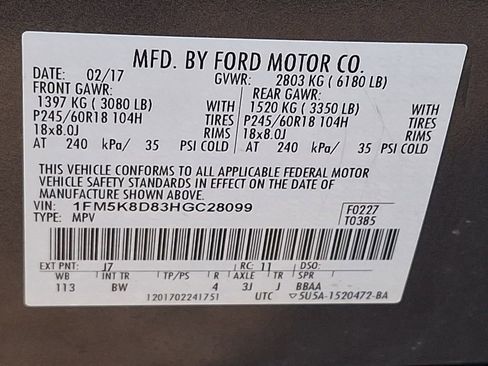 MFD. BY FORD MOTOR CO.
DATE: 02/17 GVWR: 2803 KG ( 6180 LB)
FRONT GAWR: REAR GAWR:
1397 KG ( 3080 LB) WITH 1520 KG ( 3350 LB) WITH
P245/60R18 104H TIRES P245/60R18 104H TIRES
18x8.0J RIMS 18x8.0J RIMS
AT 240 kPa/ 35 PSI COLD AT 240 kPa/ 35 PSI COLD
THIS VEHICLE CONFORMS TO ALL APPLICABLE FEDERAL MOTOR
VEHICLE SAFETY STANDARDS IN EFFECT ON THE DATE OF
MANUFACTURE SHOWN ABOVE.
VIN: 1FM5K8D83HGC28099 F0227
TYPE: MPV T0385
EXT PNT: J7 RC: 11 DSO:
WB INT TR TP/PS R AXLE TR SPR
113 BW 4 3J J BBAA
1201702241751 UTC ▽5U5A-1520472-BA